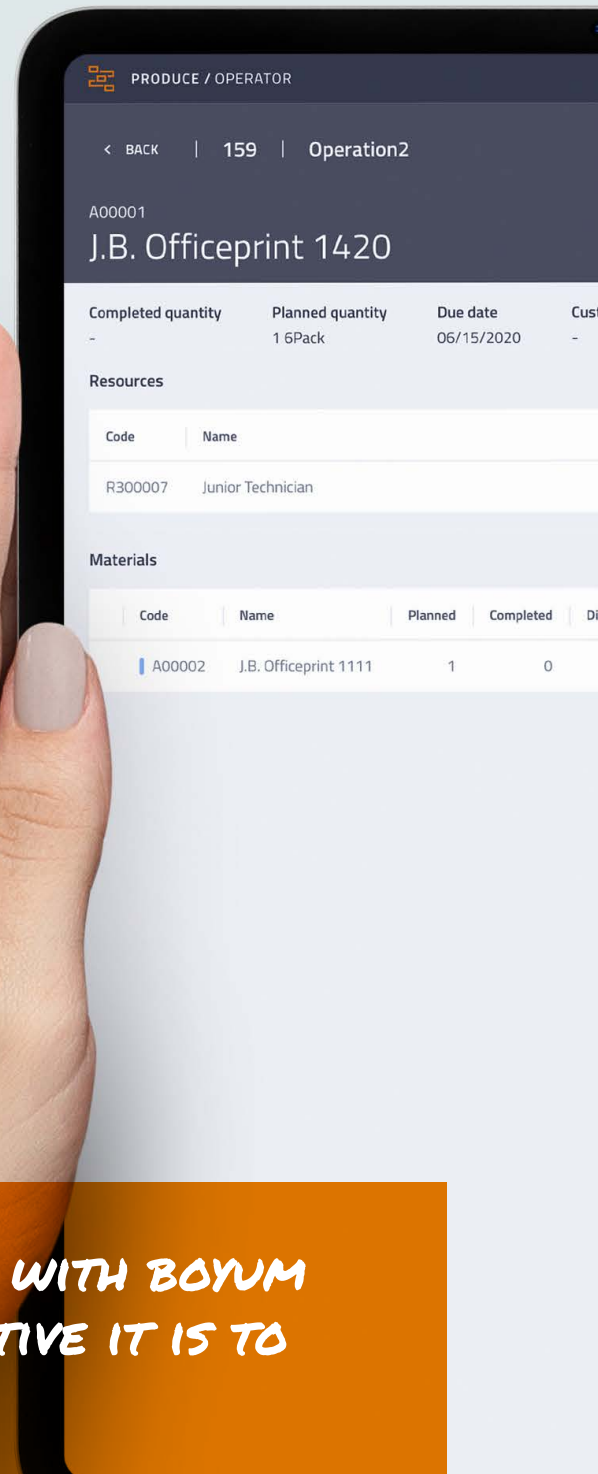 PRODUCE / OPERATOR
< BACK | 159 | Operation2
A00001
J.B. Officeprint 1420
Completed quantity Planned quantity Due date
- 1 6Pack 06/15/2020 -
Resources
Code Name
R300007 Junior Technician
Materials
Code Name Planned Completed
A00002 J.B. Officeprint 1111 1 0
WITH BOYUM
IT IS TO